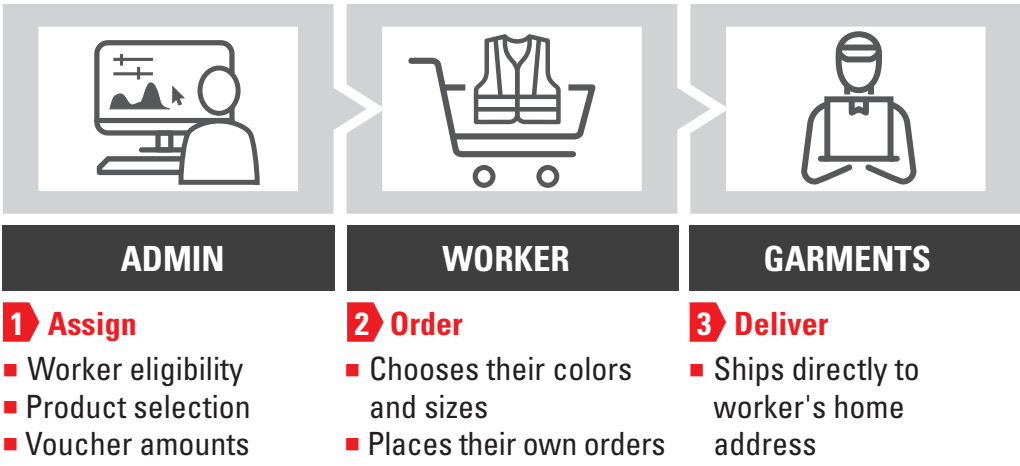 ADMIN
1 Assign
Worker eligibility
Product selection
Voucher amounts
WORKER
2 Order
Chooses their colors
and sizes
Places their own orders
GARMENTS
3 Deliver
Ships directly to
worker's home
address